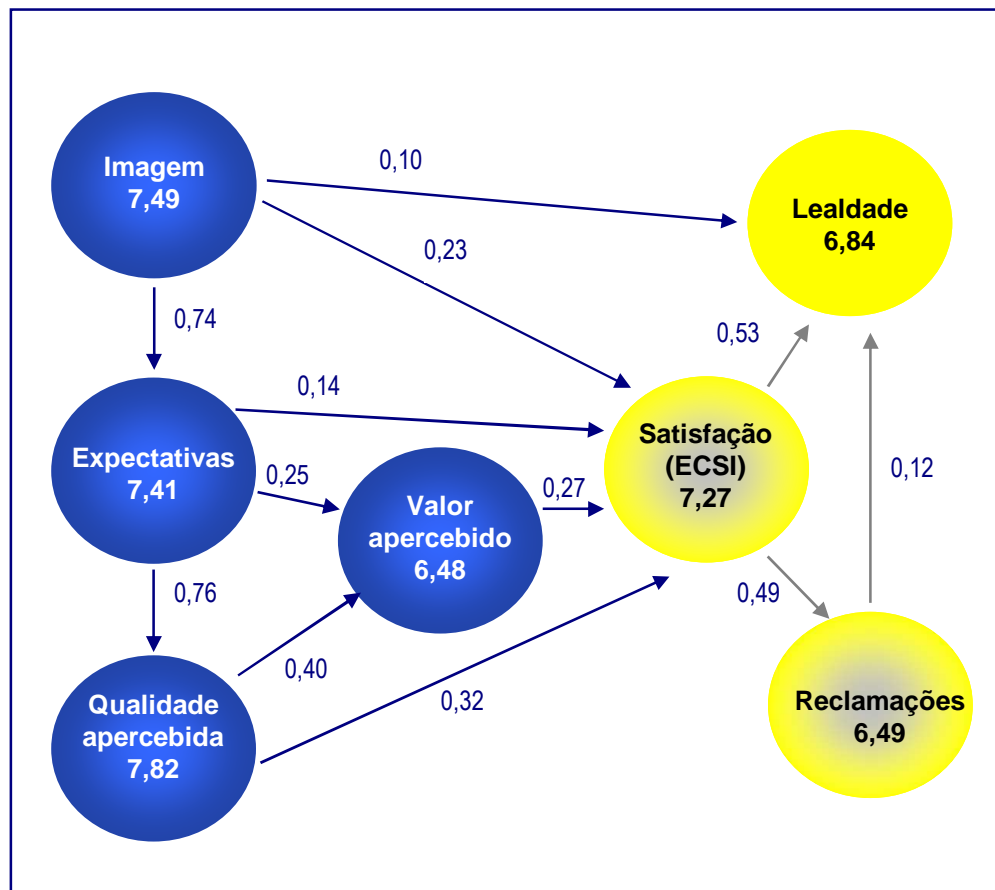 Imagem
7,49
0,10
Lealdade
6,84
0,23
0,74
0,53
0,14
Expectativas
7,41
0,25
Valor
apercebido
6,48
0,27
Satisfação
(ECSI)
7,27
0,12
0,76
0,49
0,40
0,32
Qualidade
apercebida
7,82
Reclamações
6,49